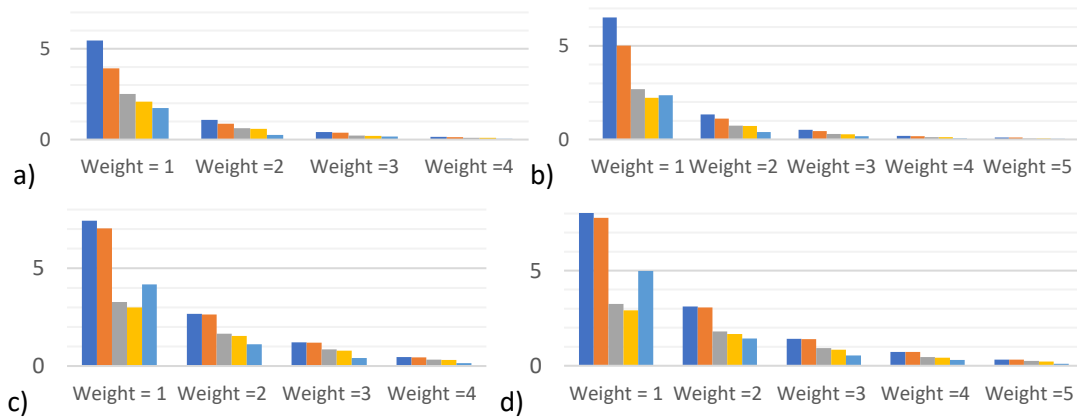 5
0
Weight = 1 Weight =2 Weight =3 Weight =4
a)
5
0
Weight = 1 Weight =2 Weight =3 Weight =4 Weight =5
b)
5
0
Weight = 1 Weight =2 Weight =3 Weight =4
c)
5
0
Weight = 1 Weight =2 Weight =3 Weight =4 Weight =5
d)